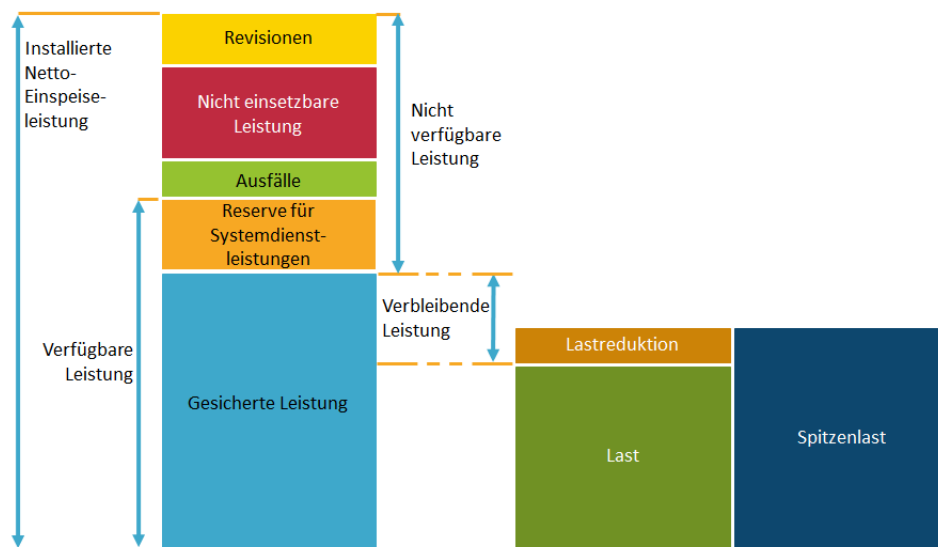 Installierte
Netto-
Einspeise-
leistung
Revisionen
Nicht einsetzbare
Leistung
Nicht
verfügbare
Leistung
Ausfälle
Reserve für
Systemdienst-
leistungen
Verfügbare
Leistung
Gesicherte Leistung
Verbleibende
Leistung
Lastreduktion
Last
Spitzenlast